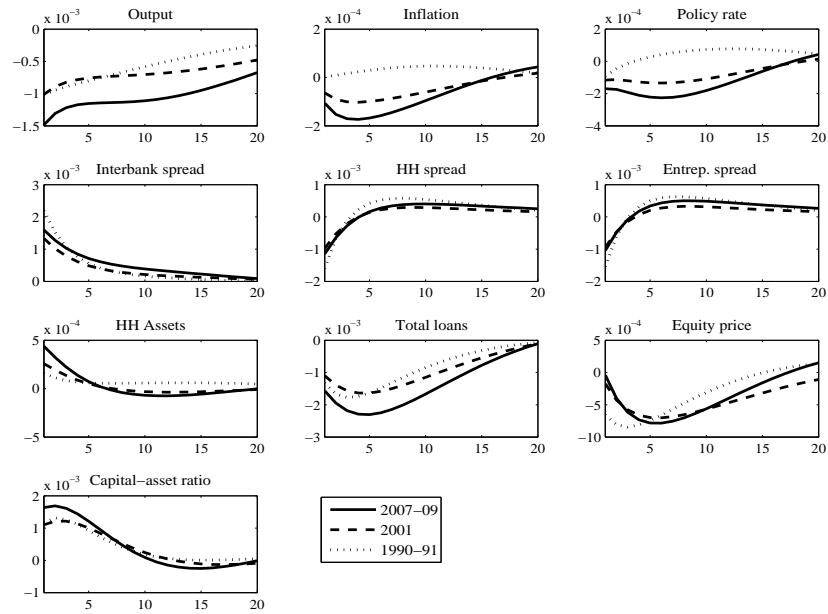 Output
x 10⁻³
0
−0.5
−1
−1.5
5 10 15 20
Inflation
x 10⁻⁴
2
0
−2
5 10 15 20
Policy rate
x 10⁻⁴
4
2
0
−2
−4
5 10 15 20
Interbank spread
x 10⁻³
3
2
1
0
5 10 15 20
HH spread
x 10⁻³
1
0
−1
−2
5 10 15 20
Entrep. spread
x 10⁻³
1
0
−1
−2
5 10 15 20
HH Assets
x 10⁻⁴
5
0
−5
5 10 15 20
Total loans
x 10⁻³
0
−1
−2
−3
5 10 15 20
Equity price
x 10⁻⁴
5
0
−5
−10
5 10 15 20
Capital−asset ratio
x 10⁻³
2
1
0
−1
5 10 15 20
2007−09
2001
1990−91